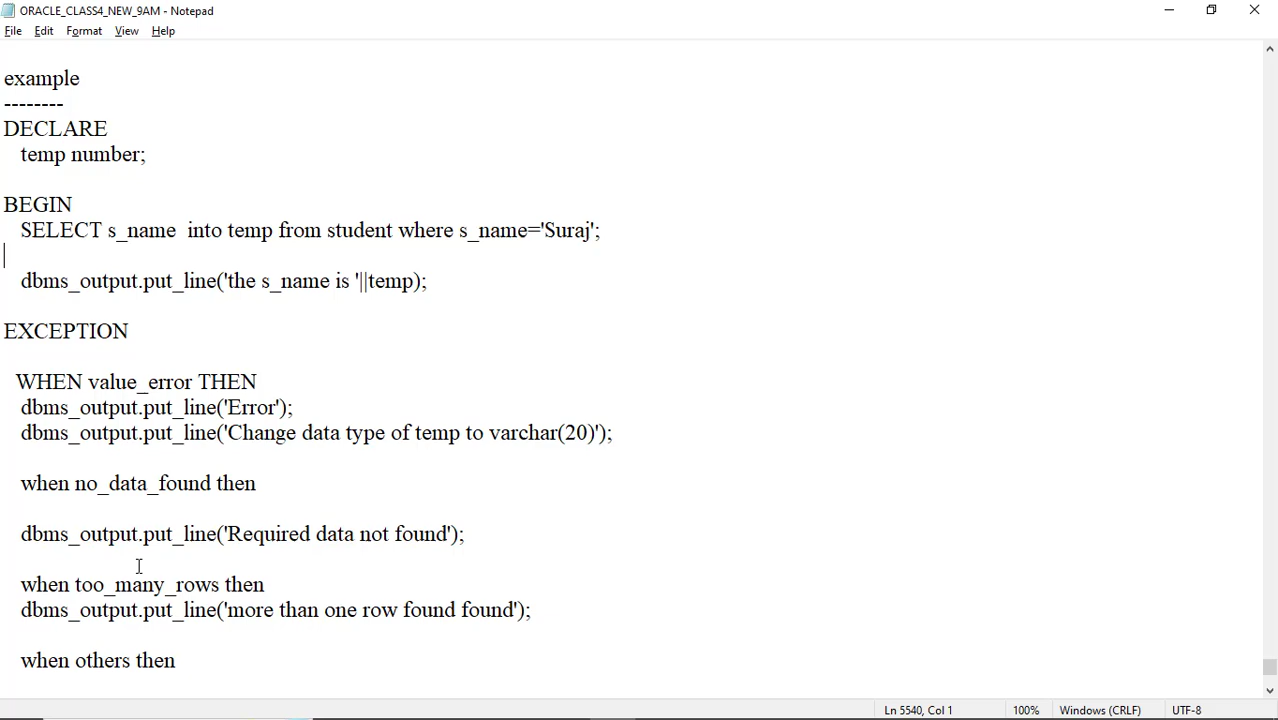 ORACLE_CLASS4_NEW_9AM - Notepad
File Edit Format View Help
example
--------
DECLARE
temp number;
BEGIN
SELECT s_name  into temp from student where s_name='Suraj';
dbms_output.put_line('the s_name is '||temp);
EXCEPTION
WHEN value_error THEN
dbms_output.put_line('Error');
dbms_output.put_line('Change data type of temp to varchar(20)');
when no_data_found then
dbms_output.put_line('Required data not found');
when too_many_rows then
dbms_output.put_line('more than one row found found');
when others then
Ln 5540, Col 1 100% Windows (CRLF) UTF-8